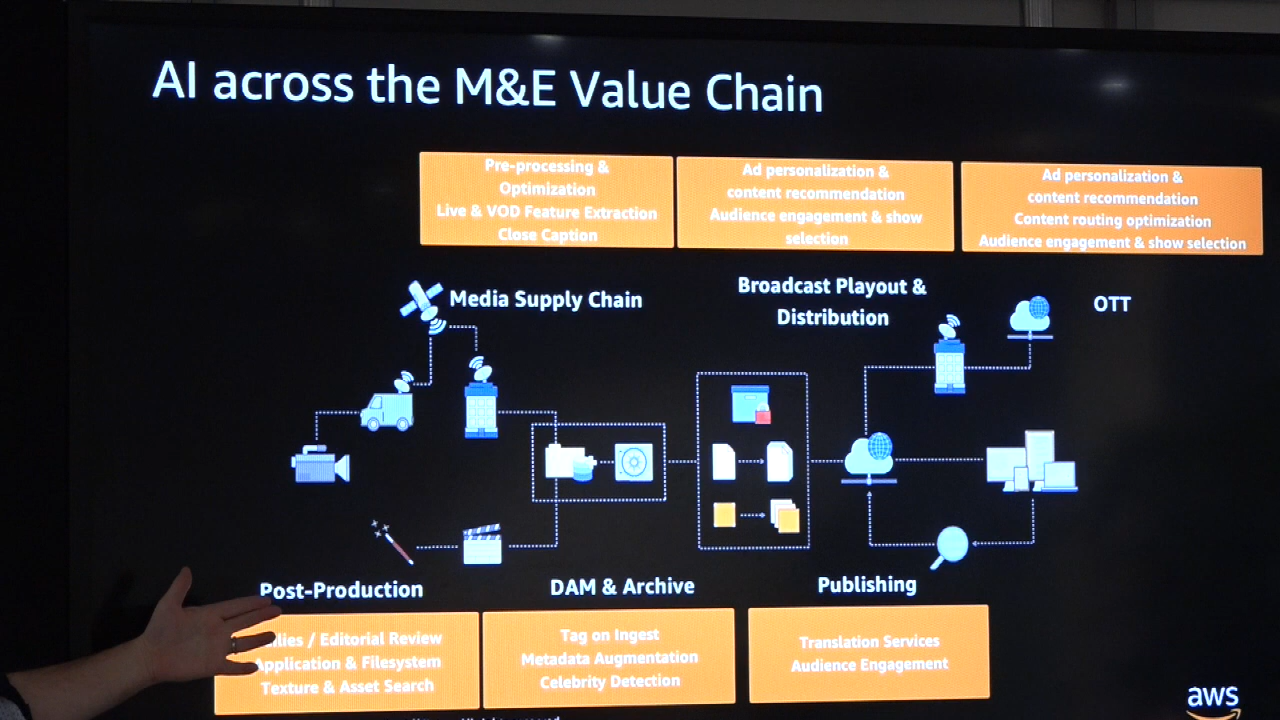 AI across the M&E Value Chain
Pre-processing &
Optimization
Live & VOD Feature Extraction
Close Caption
Ad personalization &
content recommendation
Audience engagement & show
selection
Ad personalization &
content recommendation
Content routing optimization
Audience engagement & show selection
Media Supply Chain
Broadcast Playout &
Distribution
OTT
Post-Production
DAM & Archive
Publishing
/ Editorial Review
Application & Filesystem
Texture & Asset Search
Tag on Ingest
Metadata Augmentation
Celebrity Detection
Translation Services
Audience Engagement
aws